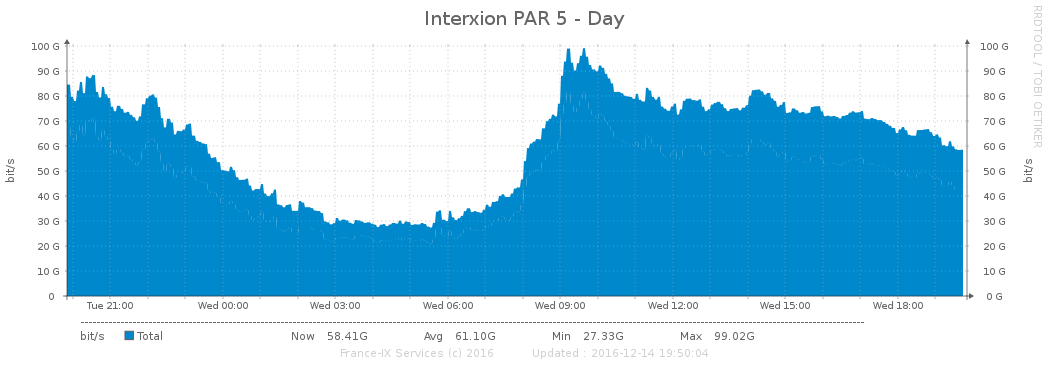 Interxion PAR 5 - Day
RRDTOOL / TOBI OETIKER
bit/s
100 G
90 G
80 G
70 G
60 G
50 G
40 G
30 G
20 G
10 G
0
100 G
90 G
80 G
70 G
60 G
50 G
40 G
30 G
20 G
10 G
0 G
bit/s
Tue 21:00 Wed 00:00 Wed 03:00 Wed 06:00 Wed 09:00 Wed 12:00 Wed 15:00 Wed 18:00
bit/s Total Now 58.41G Avg 61.10G Min 27.33G Max 99.02G
France-IX Services (c) 2016 Updated : 2016-12-14 19:50:04